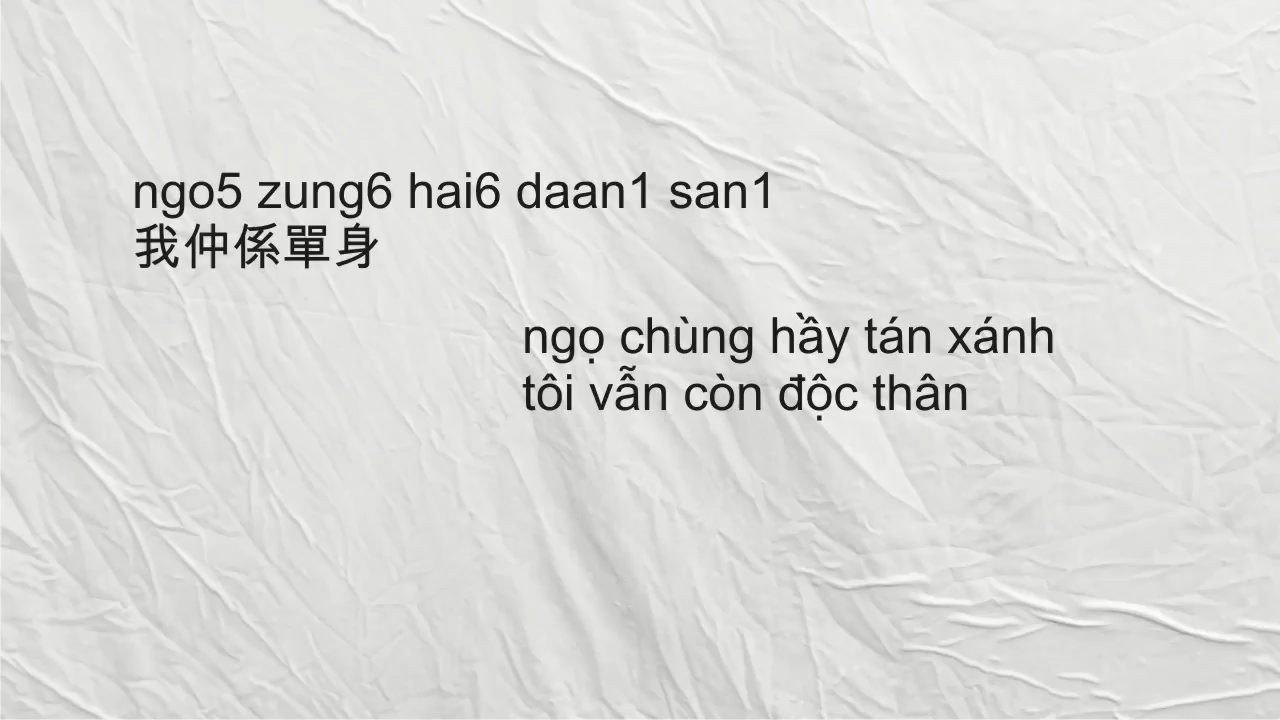 ngo5 zung6 hai6 daan1 san1
我仲係單身
ngọ chùng hầy tán xánh
tôi vẫn còn độc thân